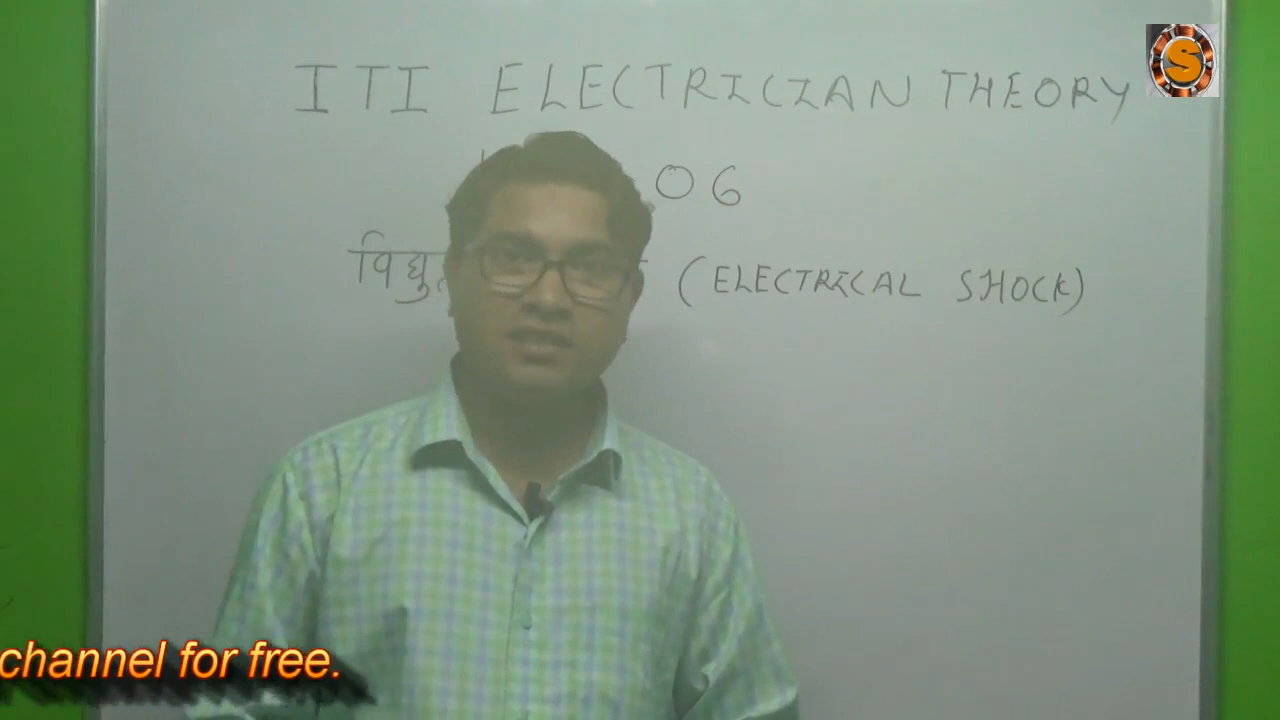 ITI ELECTRICIAN THEORY
06
(ELECTRICAL SHOCK)
channel for free.
S